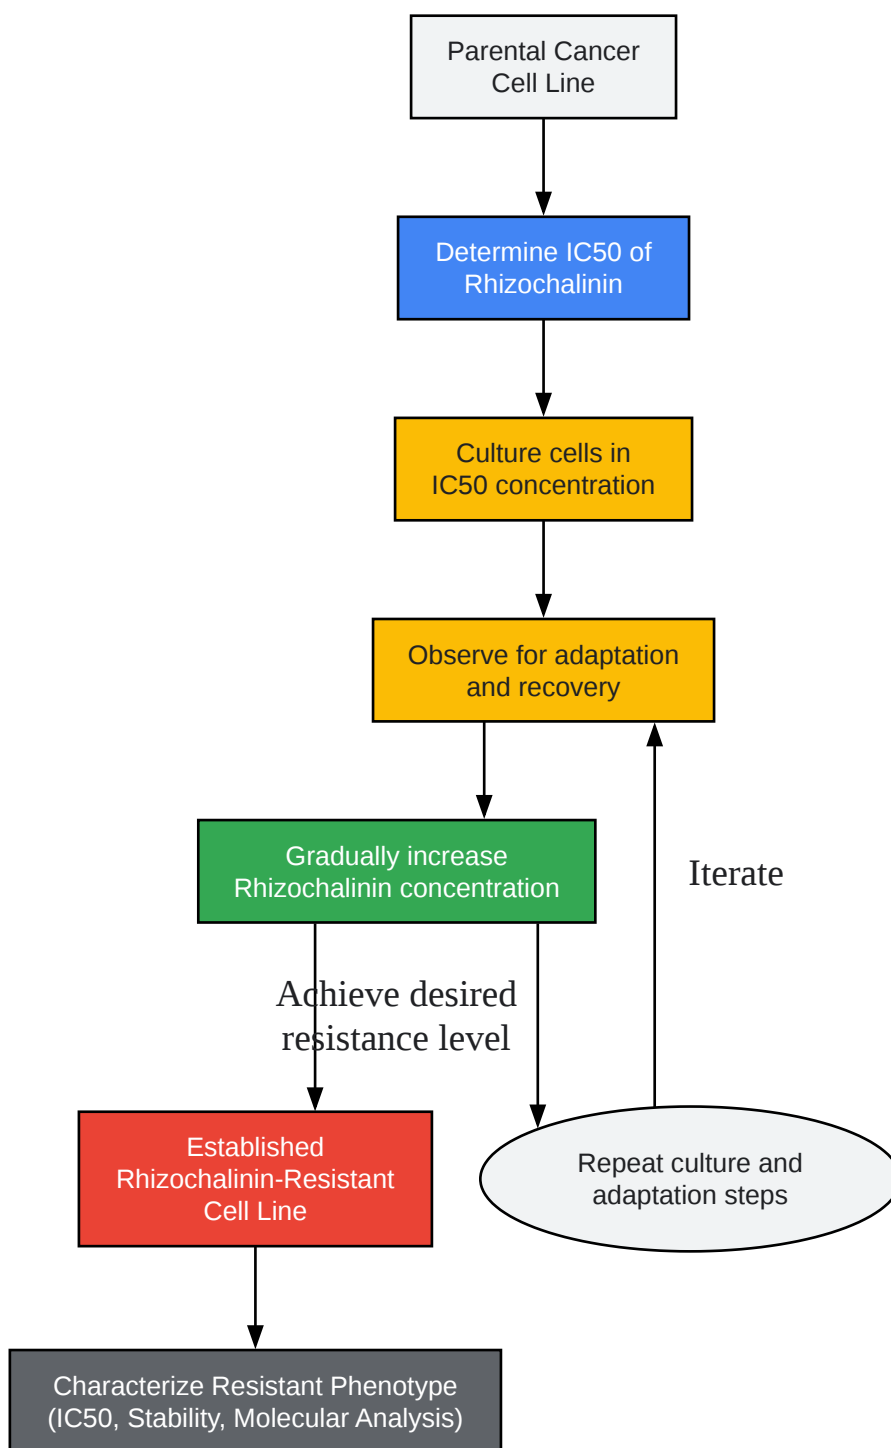 Parental Cancer
Cell Line
Determine IC50 of
Rhizochalinin
Culture cells in
IC50 concentration
Observe for adaptation
and recovery
Gradually increase
Rhizochalinin concentration
Iterate
Achieve desired
resistance level
Established
Rhizochalinin-Resistant
Cell Line
Repeat culture and
adaptation steps
Characterize Resistant Phenotype
(IC50, Stability, Molecular Analysis)